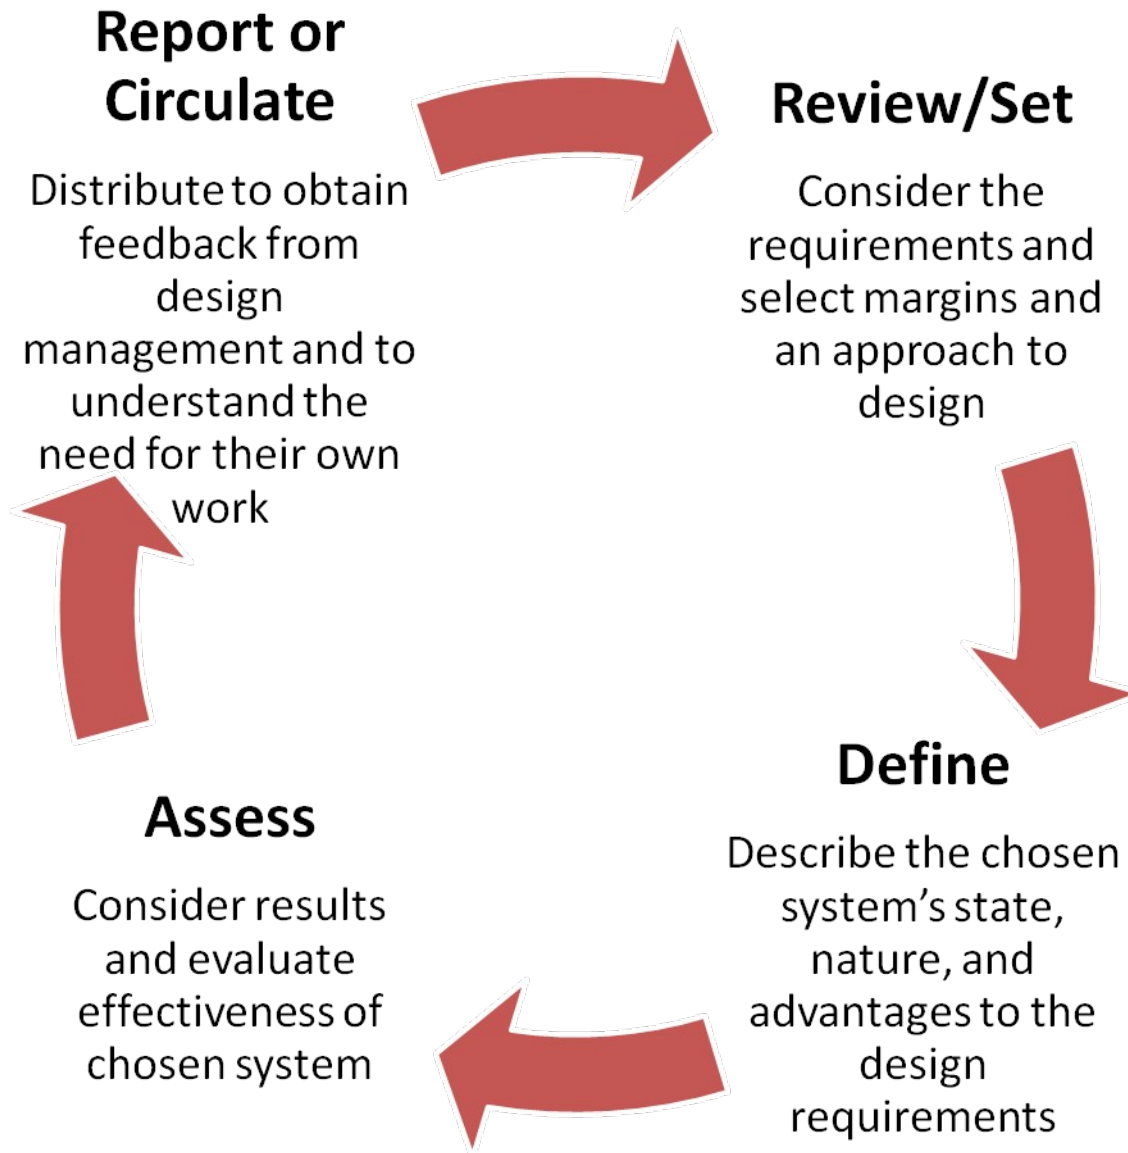 Report or
Circulate
Distribute to obtain
feedback from
design
management and to
understand the
need for their own
work
Review/Set
Consider the
requirements and
select margins and
an approach to
design
Define
Describe the chosen
system’s state,
nature, and
advantages to the
design
requirements
Assess
Consider results
and evaluate
effectiveness of
chosen system